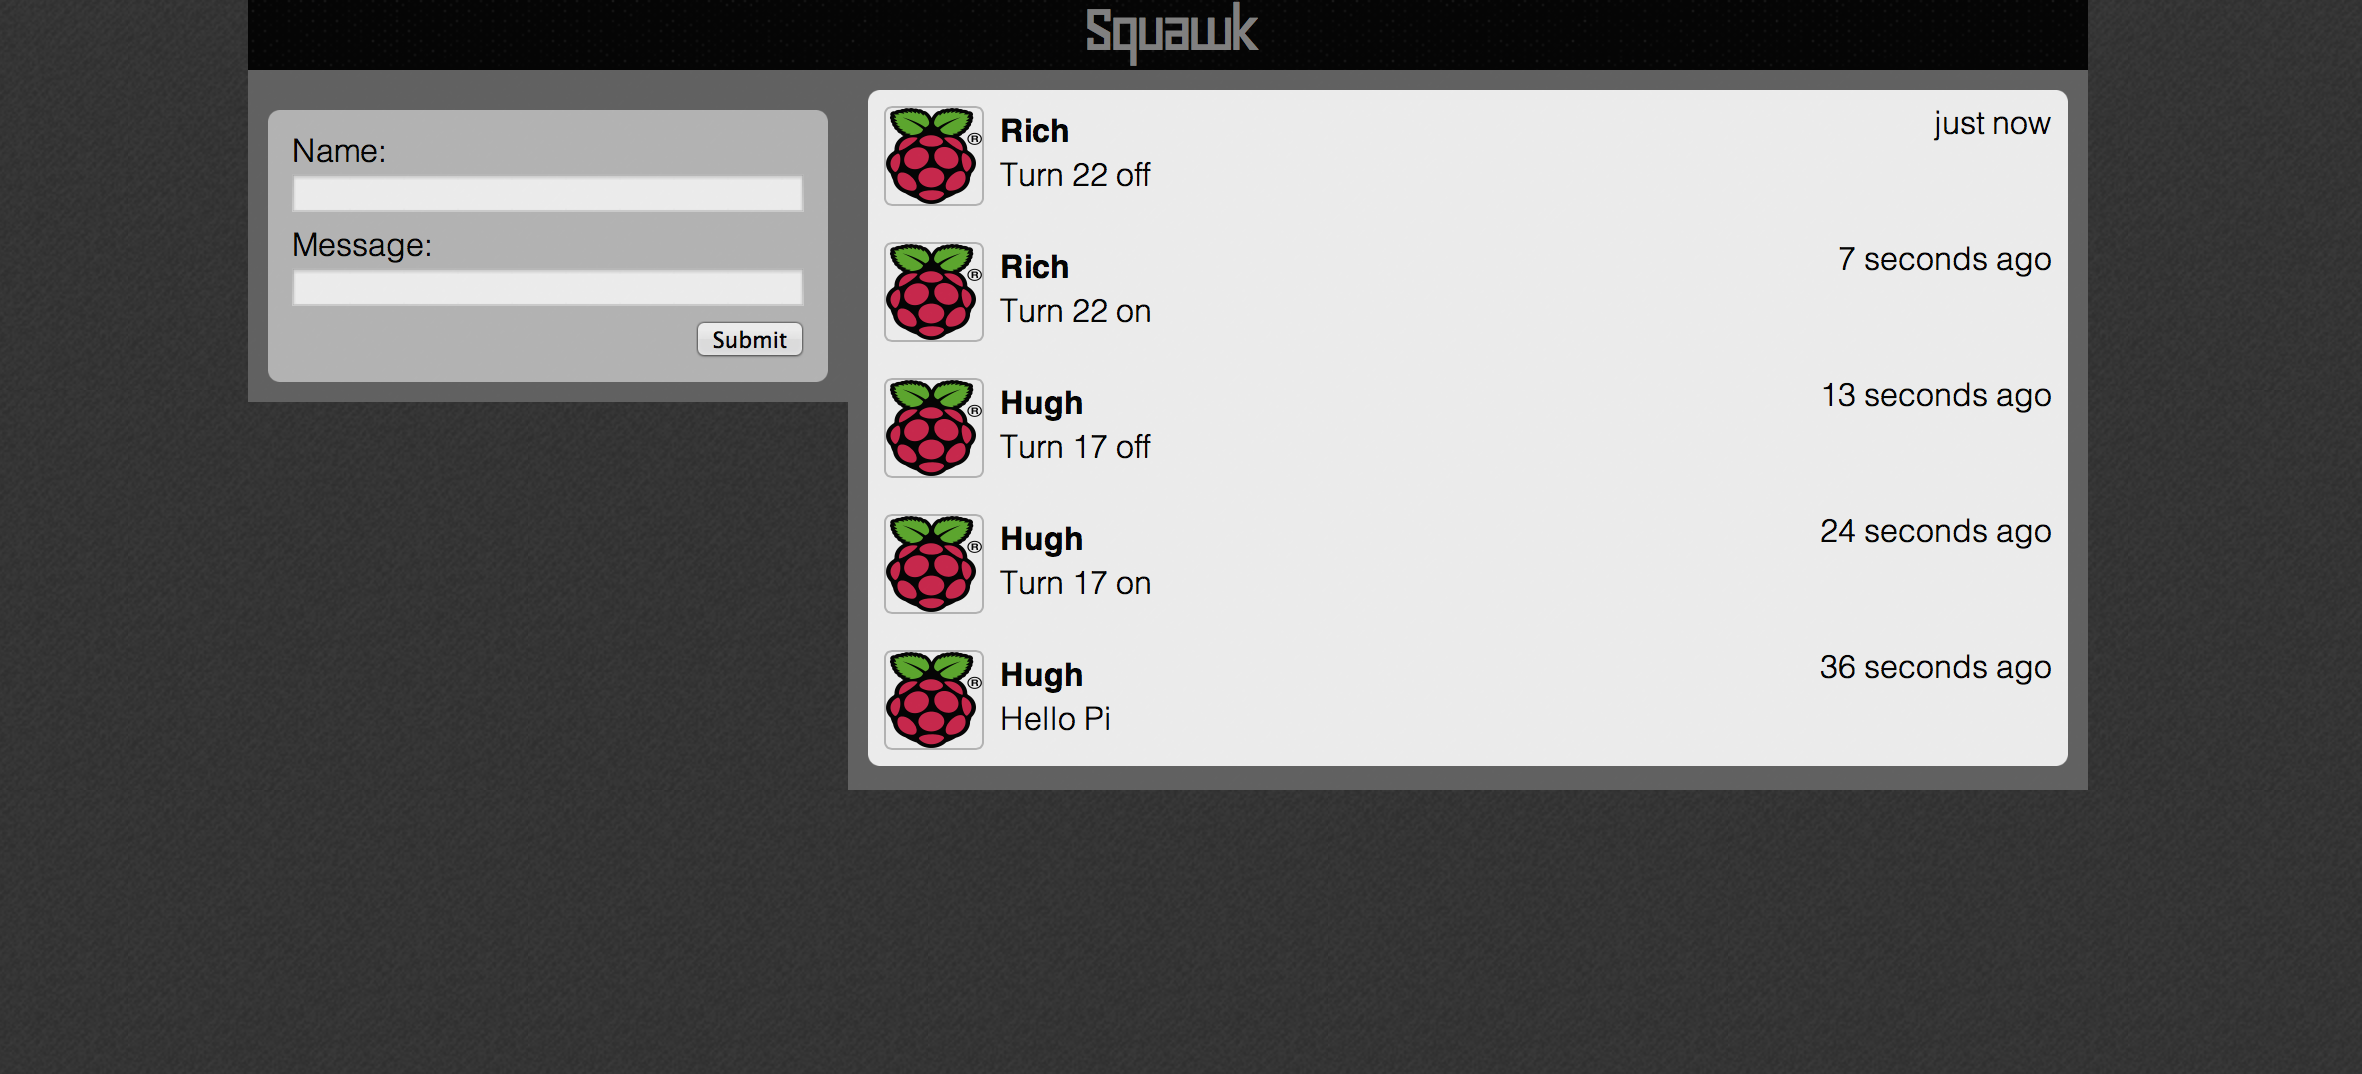 Squawk
Name:
Message:
Submit
Rich
just now
Turn 22 off
Rich
7 seconds ago
Turn 22 on
Hugh
13 seconds ago
Turn 17 off
Hugh
24 seconds ago
Turn 17 on
Hugh
36 seconds ago
Hello Pi
®
®
®
®
®